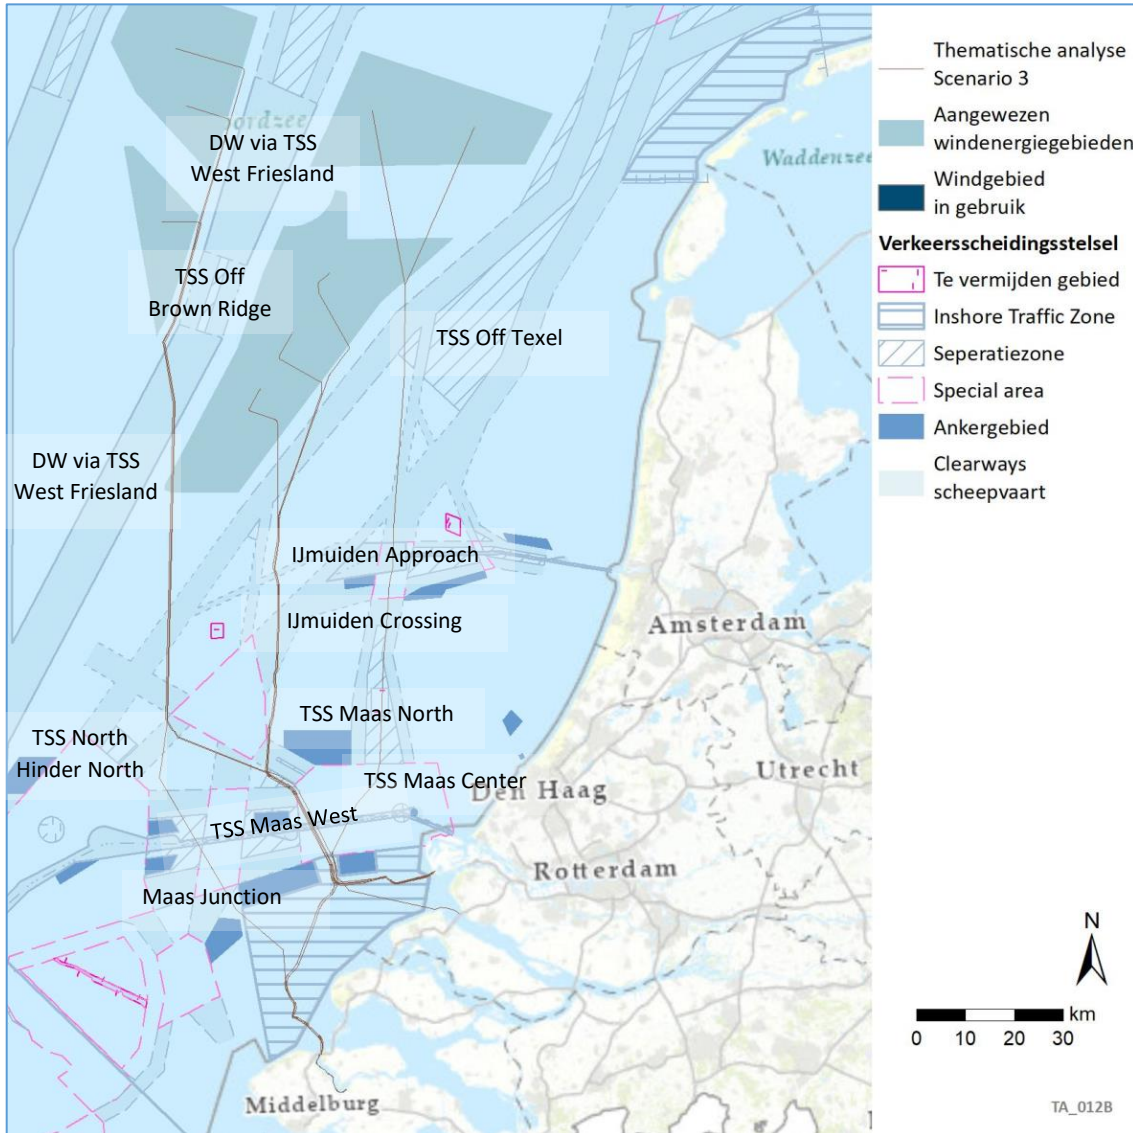 ordzee
DW via TSS
West Friesland
Waddenzee
TSS Off
Brown Ridge
TSS Off Texel
DW via TSS
West Friesland
IJmuiden Approach
IJmuiden Crossing
Amsterdam
TSS Maas North
TSS North
Hinder North
TSS Maas Center
Utrecht
Den Haag
TSS Maas West
Rotterdam
Maas Junction
Middelburg
Thematische analyse
Scenario 3
Aangewezen
windenergiegebieden
Windgebied
in gebruik
Verkeersscheidingsstelsel
Te vermijden gebied
Inshore Traffic Zone
Seperatiezone
Special area
Ankergebied
Clearways
scheepvaart
N
km
0 10 20 30
TA_012B